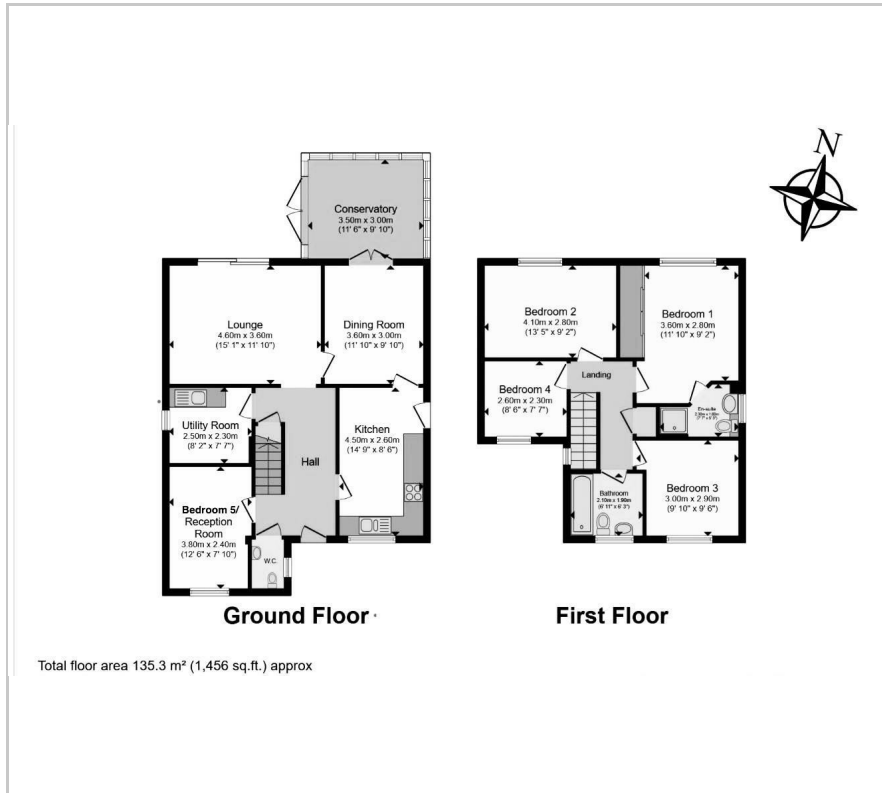 N
Conservatory
3.50m x 3.00m
(11' 6" x 9' 10")
Lounge
4.60m x 3.60m
(15' 1" x 11' 10")
Dining Room
3.60m x 3.00m
(11' 10" x 9' 10")
Utility Room
2.50m x 2.30m
(8' 2" x 7' 7")
Kitchen
4.50m x 2.60m
(14' 9" x 8' 6")
Hall
Bedroom 5/
Reception
Room
3.80m x 2.40m
(12' 6" x 7' 10")
W.C.
Ground Floor
Bedroom 2
4.10m x 2.80m
(13' 5" x 9' 2")
Bedroom 1
3.60m x 2.80m
(11' 10" x 9' 2")
Landing
Bedroom 4
2.60m x 2.30m
(8' 6" x 7' 7")
En-suite
Bedroom 3
3.00m x 2.90m
(9' 10" x 9' 6")
Bathroom
2.10m x 1.90m
(6' 11" x 6' 3")
First Floor
Total floor area 135.3 m² (1,456 sq.ft.) approx